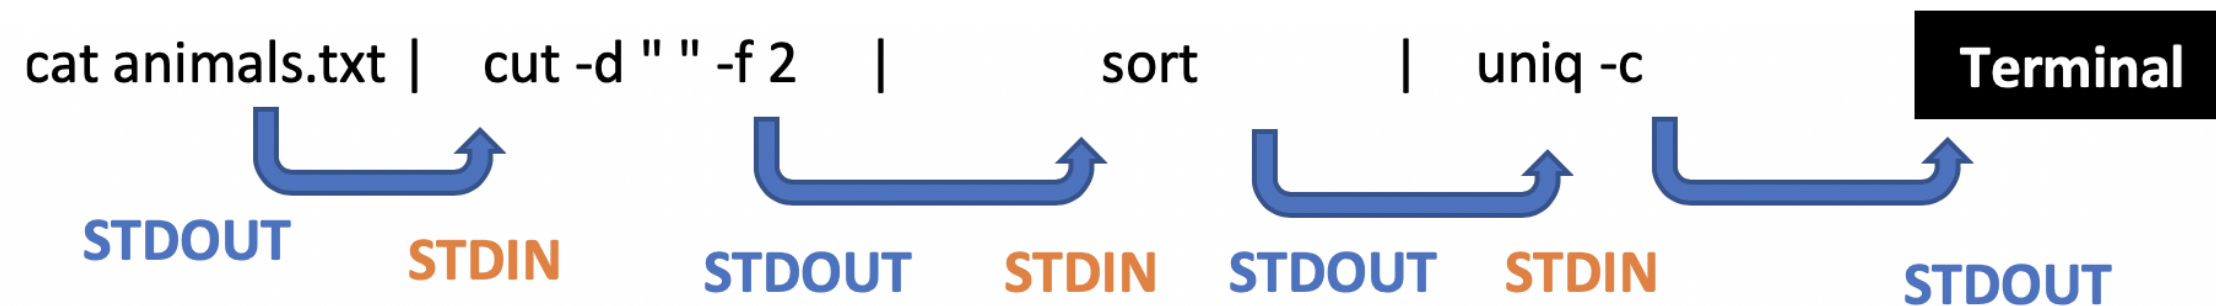 cat animals.txt | cut -d " " -f 2 | sort | uniq -c Terminal
STDOUT STDIN STDOUT STDIN STDOUT STDIN STDOUT